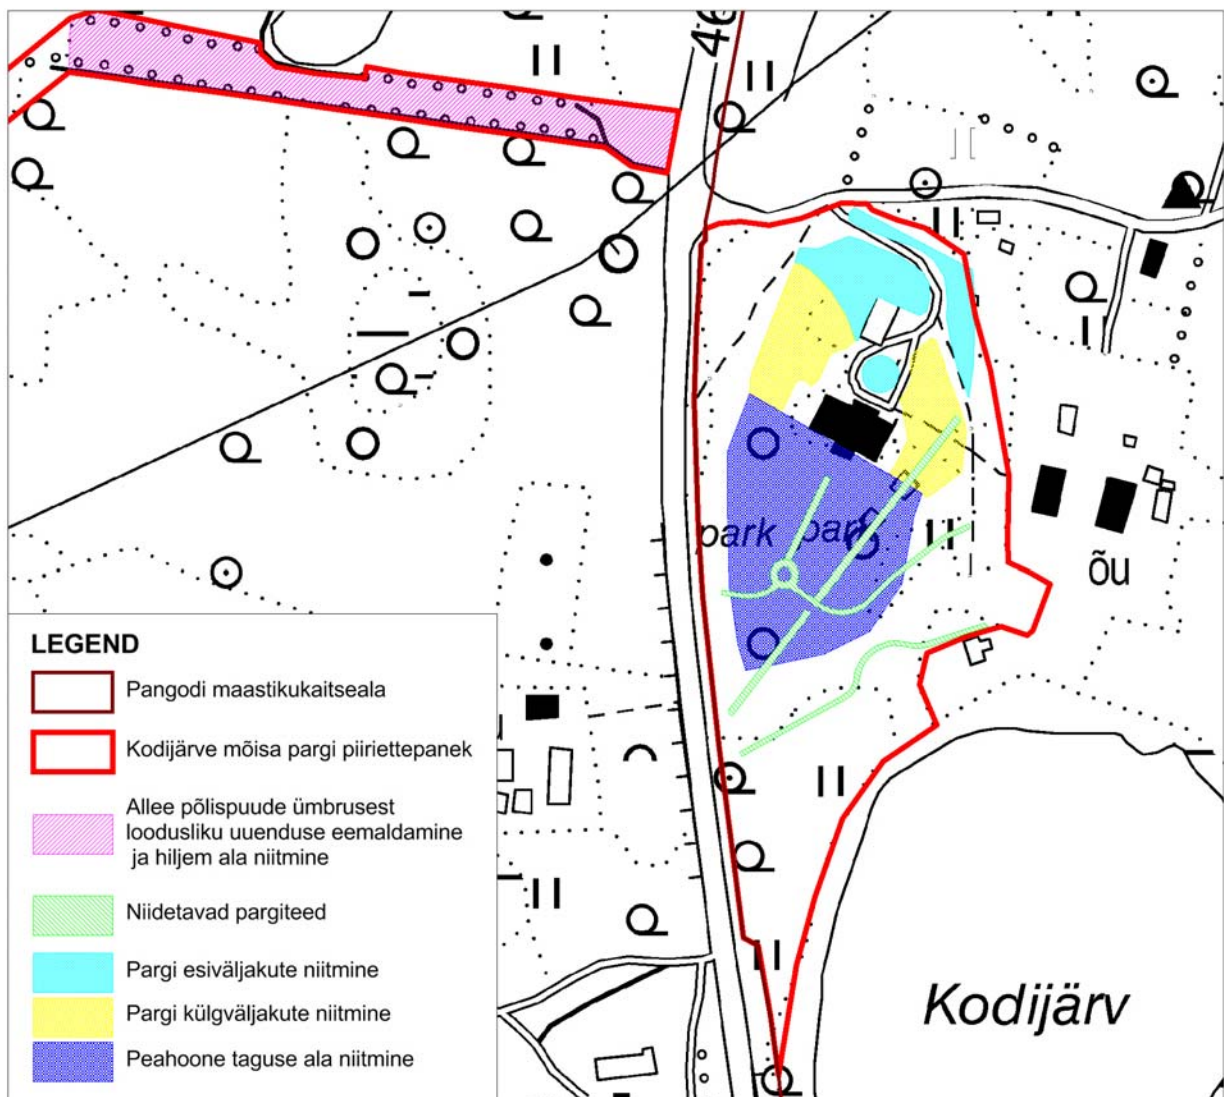 46
park park
õu
Kodijärv
LEGEND
Pangodi maastikukaitseala
Kodijärve mõisa pargi piiriettepanek
Allee põlispuude ümbrusest
loodusliku uuenduse eemaldamine
ja hiljem ala niitmine
Niidetavad pargiteed
Pargi esiväljakute niitmine
Pargi külgväljakute niitmine
Peahoone taguse ala niitmine